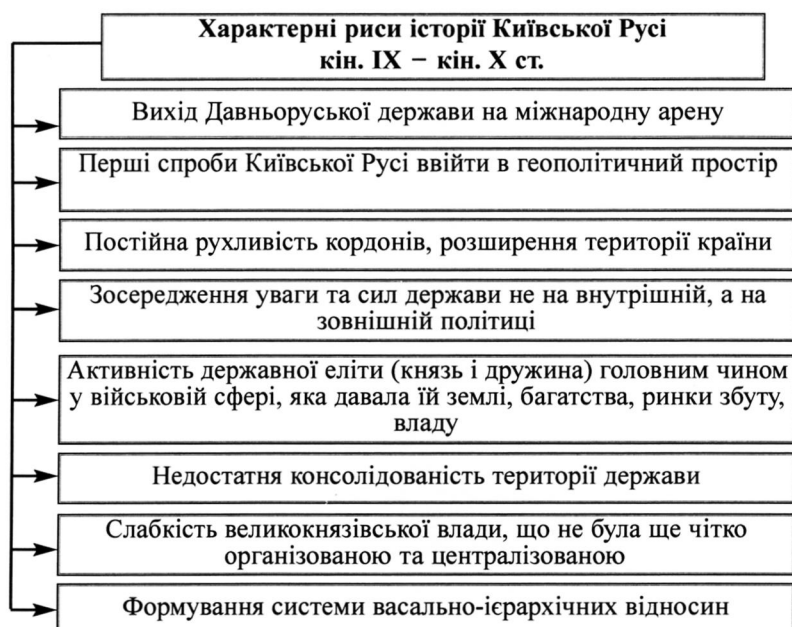 Характерні риси історії Київської Русі
кін. IX – кін. X ст.
Вихід Давньоруської держави на міжнародну арену
Перші спроби Київської Русі ввійти в геополітичний простір
Постійна рухливість кордонів, розширення території країни
Зосередження уваги та сил держави не на внутрішній, а на
зовнішній політиці
Активність державної еліти (князь і дружина) головним чином
у військовій сфері, яка давала їй землі, багатства, ринки збуту,
владу
Недостатня консолідованість території держави
Слабкість великокнязівської влади, що не була ще чітко
організованою та централізованою
Формування системи васально-ієрархічних відносин